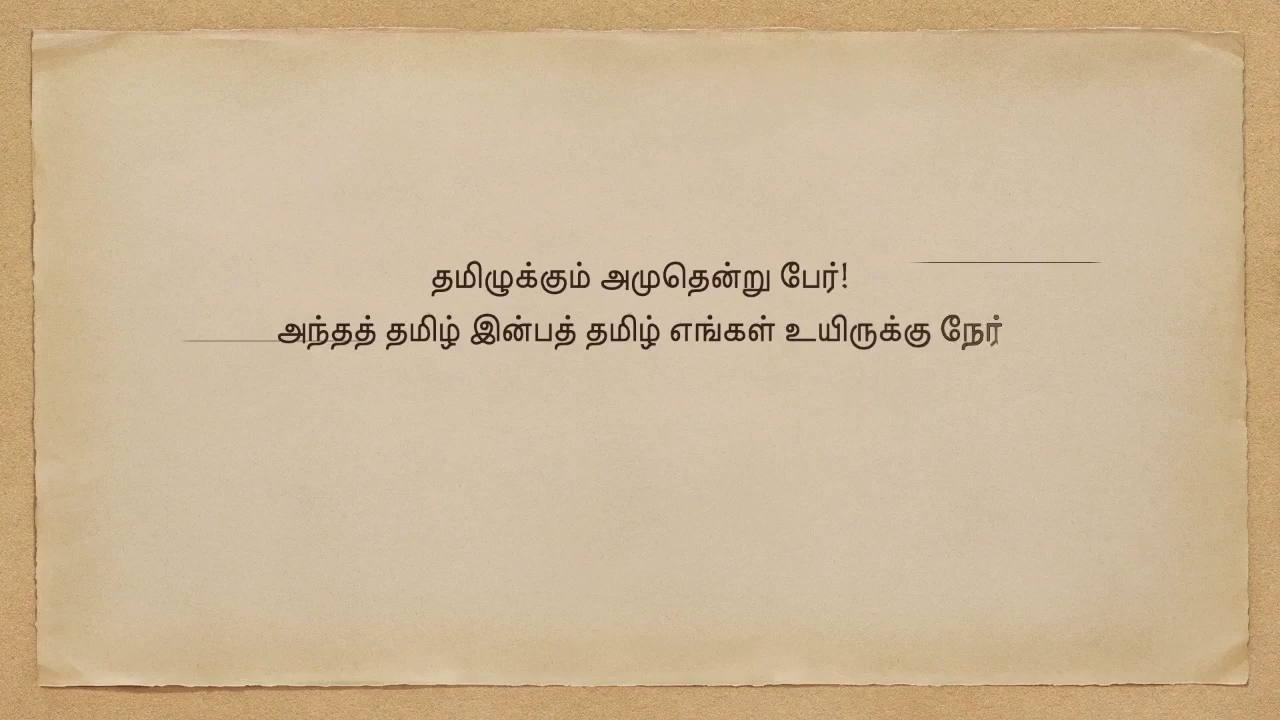 தமிழுக்கும் அமுதென்று பேர்!
அந்தத் தமிழ் இன்பத் தமிழ் எங்கள் உயிருக்கு நேர்